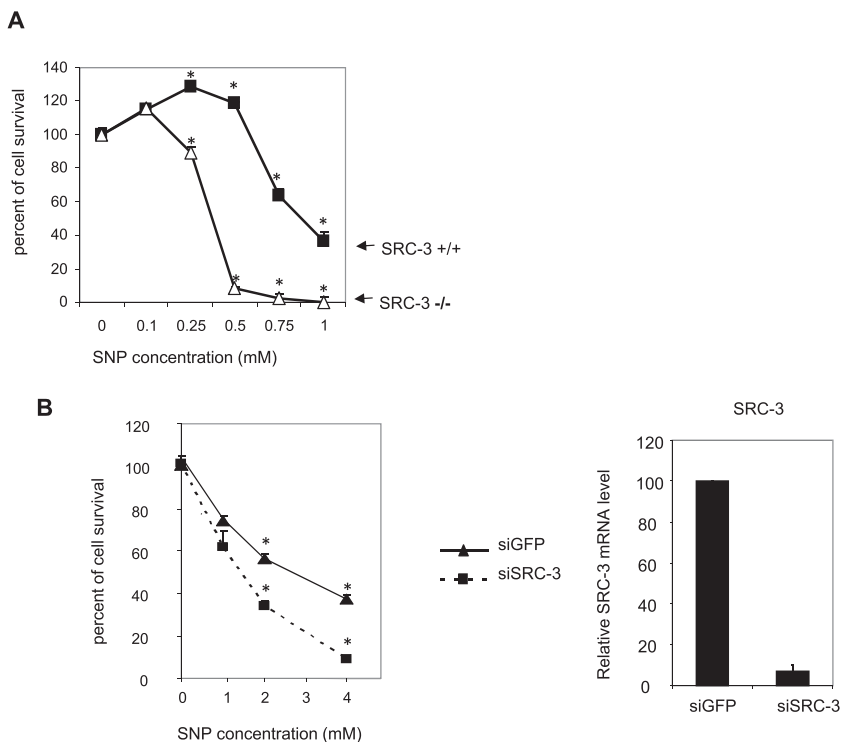 A
140
120
100
80
60
40
20
0
percent of cell survival
* * * * * * * * *
SRC-3 +/+
SRC-3 -/-
0 0.1 0.25 0.5 0.75 1
SNP concentration (mM)
B
120
100
80
60
40
20
0
percent of cell survival
* * * *
0 1 2 3 4
SNP concentration (mM)
siGFP
siSRC-3
SRC-3
120
100
80
60
40
20
0
Relative SRC-3 mRNA level
siGFP siSRC-3